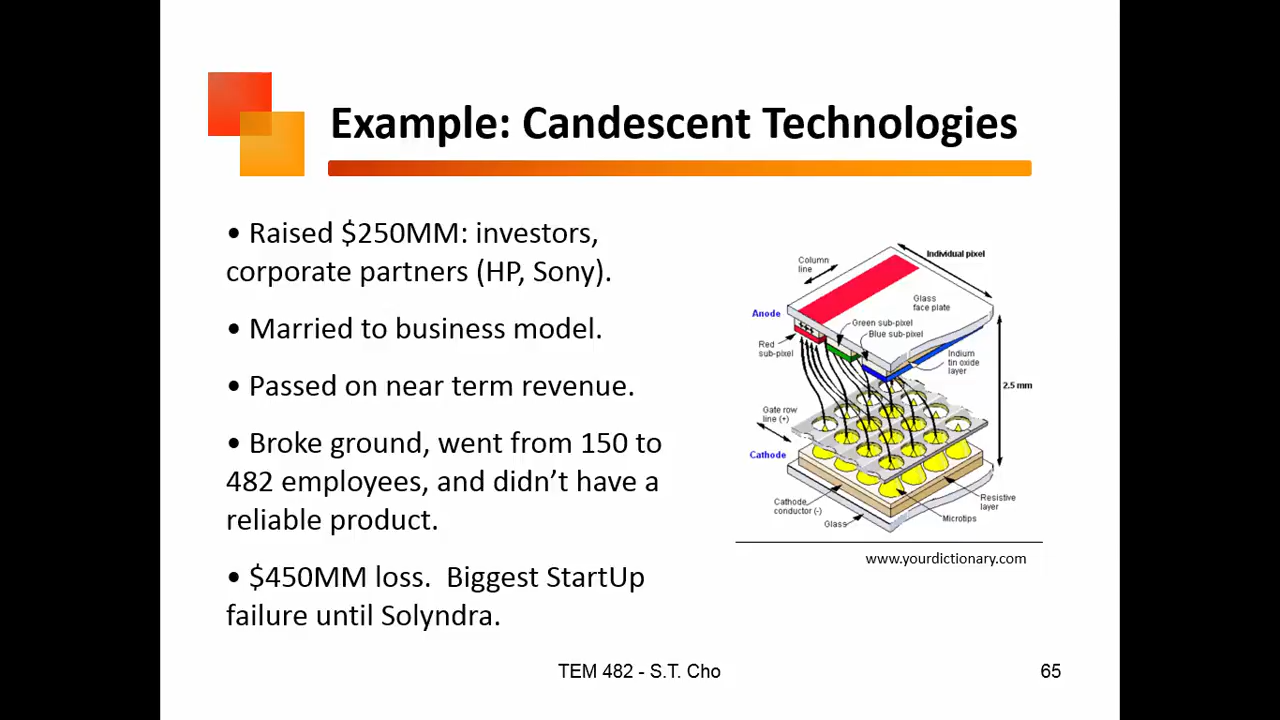 Example: Candescent Technologies
• Raised $250MM: investors,
corporate partners (HP, Sony).
• Married to business model.
• Passed on near term revenue.
• Broke ground, went from 150 to
482 employees, and didn’t have a
reliable product.
• $450MM loss.  Biggest StartUp
failure until Solyndra.
Individual pixel
Column
line
Glass
face plate
Anode
Green sub-pixel
Blue sub-pixel
Red
sub-pixel
Indium
tin oxide
layer
2.5 mm
Gate row
line (+)
Cathode
Cathode
conductor (-)
Resistive
layer
Microtips
Glass
www.yourdictionary.com
TEM 482 - S.T. Cho
65